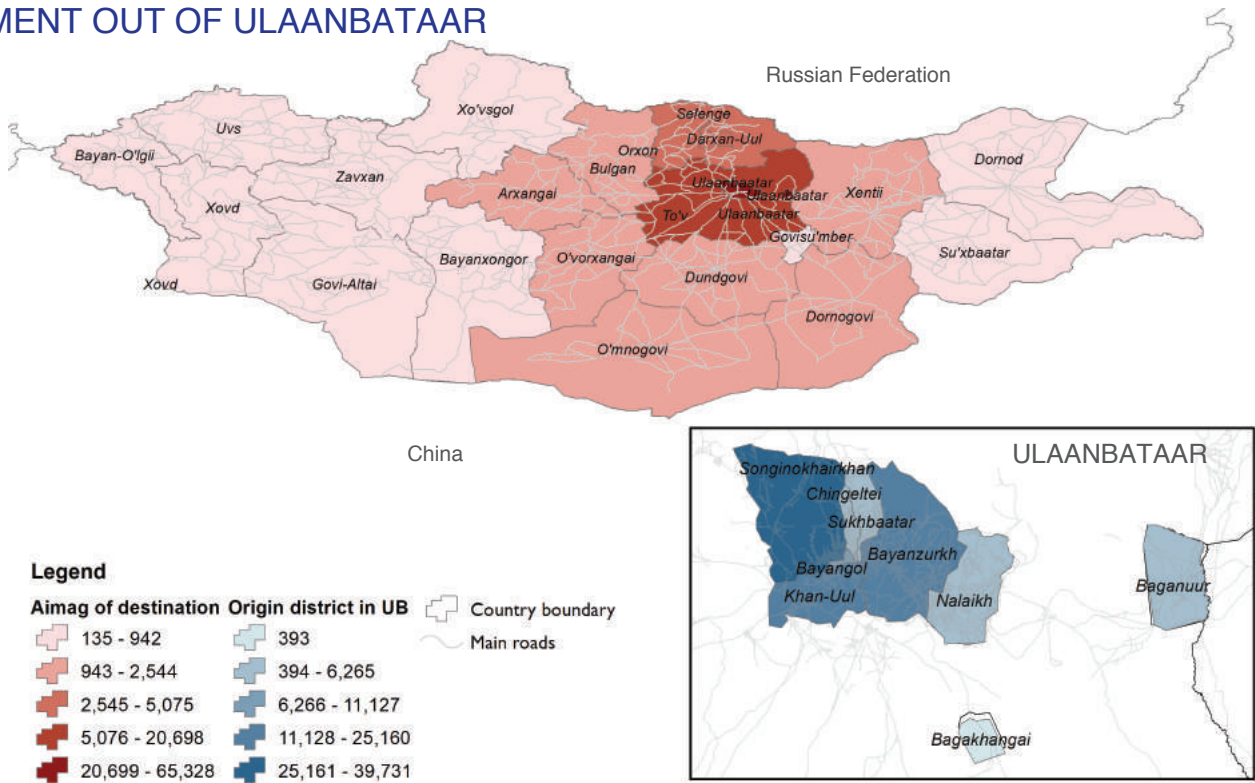 MENT OUT OF ULAANBATAAR
Russian Federation
Xo'vsgol
Selenge
Uvs
Darxan-Uul
Bayan-O'lgii
Orxon
Dornod
Zavxan
Bulgan
Ulaanbaatar
Arxangai
Ulaanbaatar
Xentii
Xovd
To'v
Ulaanbaatar
Govisu'mber
Su'xbaatar
Bayanxongor
O'vorxangai
Dundgovi
Xovd
Govi-Altai
Dornogovi
O'mnogovi
China
ULAANBATAAR
Songinokhairkhan
Chingeltei
Sukhbaatar
Bayanzurkh
Bayangol
Khan-Uul
Nalaikh
Baganuur
Bagakhangai
Legend
Aimag of destination Origin district in UB Country boundary
135 - 942 393 Main roads
943 - 2,544 394 - 6,265
2,545 - 5,075 6,266 - 11,127
5,076 - 20,698 11,128 - 25,160
20,699 - 65,328 25,161 - 39,731